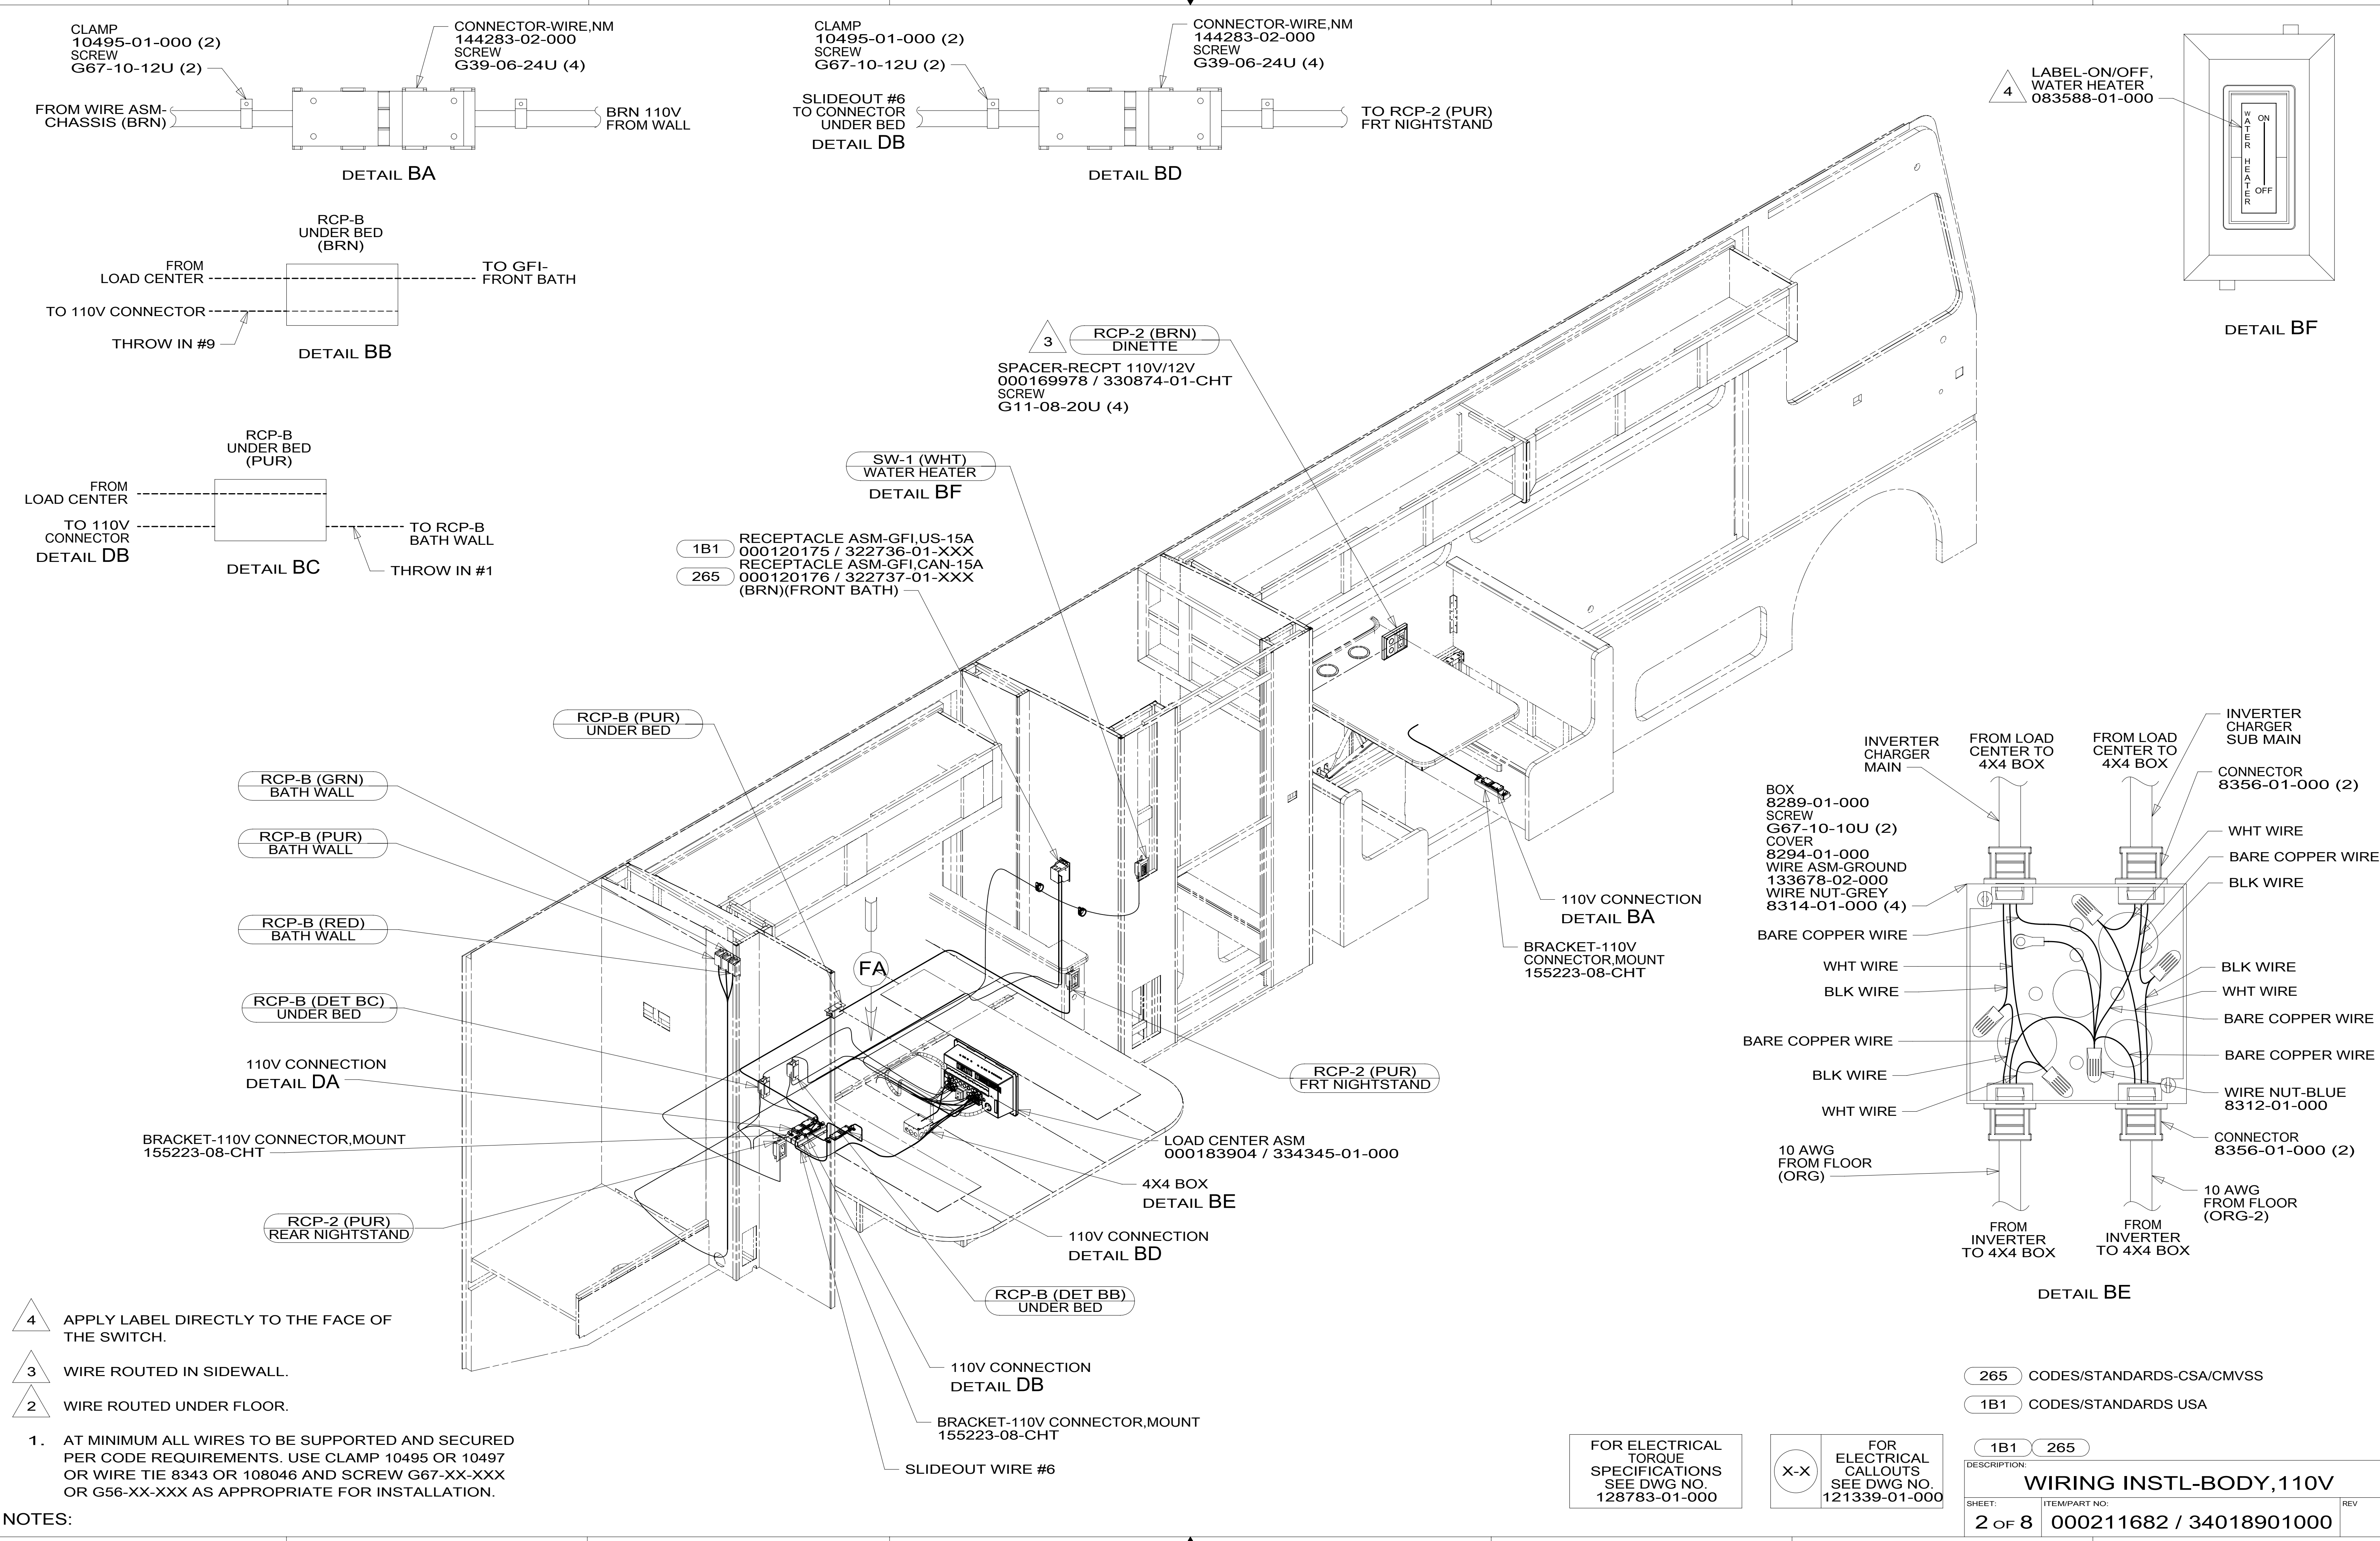 CLAMP
10495-01-000 (2)
SCREW
G67-10-12U (2)
CONNECTOR-WIRE,NM
144283-02-000
SCREW
G39-06-24U (4)
FROM WIRE ASM-
CHASSIS (BRN)
BRN 110V
FROM WALL
DETAIL BA
CLAMP
10495-01-000 (2)
SCREW
G67-10-12U (2)
CONNECTOR-WIRE,NM
144283-02-000
SCREW
G39-06-24U (4)
SLIDEOUT #6
TO CONNECTOR
UNDER BED
DETAIL DB
TO RCP-2 (PUR)
FRT NIGHTSTAND
DETAIL BD
4
LABEL-ON/OFF,
WATER HEATER
083588-01-000
WATER HEATER
ON
OFF
DETAIL BF
RCP-B
UNDER BED
(BRN)
FROM
LOAD CENTER
TO GFI-
FRONT BATH
TO 110V CONNECTOR
THROW IN #9
DETAIL BB
RCP-B
UNDER BED
(PUR)
FROM
LOAD CENTER
TO 110V
CONNECTOR
DETAIL DB
TO RCP-B
BATH WALL
THROW IN #1
DETAIL BC
3
RCP-2 (BRN)
DINETTE
SPACER-RECPT 110V/12V
000169978 / 330874-01-CHT
SCREW
G11-08-20U (4)
SW-1 (WHT)
WATER HEATER
DETAIL BF
1B1
RECEPTACLE ASM-GFI,US-15A
000120175 / 322736-01-XXX
265
RECEPTACLE ASM-GFI,CAN-15A
000120176 / 322737-01-XXX
(BRN)(FRONT BATH)
RCP-B (PUR)
UNDER BED
RCP-B (GRN)
BATH WALL
RCP-B (PUR)
BATH WALL
RCP-B (RED)
BATH WALL
RCP-B (DET BC)
UNDER BED
110V CONNECTION
DETAIL DA
BRACKET-110V CONNECTOR,MOUNT
155223-08-CHT
RCP-2 (PUR)
REAR NIGHTSTAND
FA
110V CONNECTION
DETAIL BA
BRACKET-110V
CONNECTOR,MOUNT
155223-08-CHT
RCP-2 (PUR)
FRT NIGHTSTAND
LOAD CENTER ASM
000183904 / 334345-01-000
4X4 BOX
DETAIL BE
110V CONNECTION
DETAIL BD
RCP-B (DET BB)
UNDER BED
110V CONNECTION
DETAIL DB
BRACKET-110V CONNECTOR,MOUNT
155223-08-CHT
SLIDEOUT WIRE #6
INVERTER
CHARGER
MAIN
FROM LOAD
CENTER TO
4X4 BOX
FROM LOAD
CENTER TO
4X4 BOX
INVERTER
CHARGER
SUB MAIN
CONNECTOR
8356-01-000 (2)
BOX
8289-01-000
SCREW
G67-10-10U (2)
COVER
8294-01-000
WIRE ASM-GROUND
133678-02-000
WIRE NUT-GREY
8314-01-000 (4)
WHT WIRE
BARE COPPER WIRE
BLK WIRE
BARE COPPER WIRE
WHT WIRE
BLK WIRE
BARE COPPER WIRE
BLK WIRE
WHT WIRE
BLK WIRE
WHT WIRE
BARE COPPER WIRE
BARE COPPER WIRE
WIRE NUT-BLUE
8312-01-000
CONNECTOR
8356-01-000 (2)
10 AWG
FROM FLOOR
(ORG)
10 AWG
FROM FLOOR
(ORG-2)
FROM
INVERTER
TO 4X4 BOX
FROM
INVERTER
TO 4X4 BOX
DETAIL BE
4 APPLY LABEL DIRECTLY TO THE FACE OF
THE SWITCH.
3 WIRE ROUTED IN SIDEWALL.
2 WIRE ROUTED UNDER FLOOR.
1. AT MINIMUM ALL WIRES TO BE SUPPORTED AND SECURED
PER CODE REQUIREMENTS. USE CLAMP 10495 OR 10497
OR WIRE TIE 8343 OR 108046 AND SCREW G67-XX-XXX
OR G56-XX-XXX AS APPROPRIATE FOR INSTALLATION.
NOTES:
FOR ELECTRICAL
TORQUE
SPECIFICATIONS
SEE DWG NO.
128783-01-000
X-X
FOR
ELECTRICAL
CALLOUTS
SEE DWG NO.
121339-01-000
265 CODES/STANDARDS-CSA/CMVSS
1B1 CODES/STANDARDS USA
1B1 265
DESCRIPTION:
WIRING INSTL-BODY,110V
SHEET:
2 OF 8
ITEM/PART NO:
000211682 / 34018901000
REV